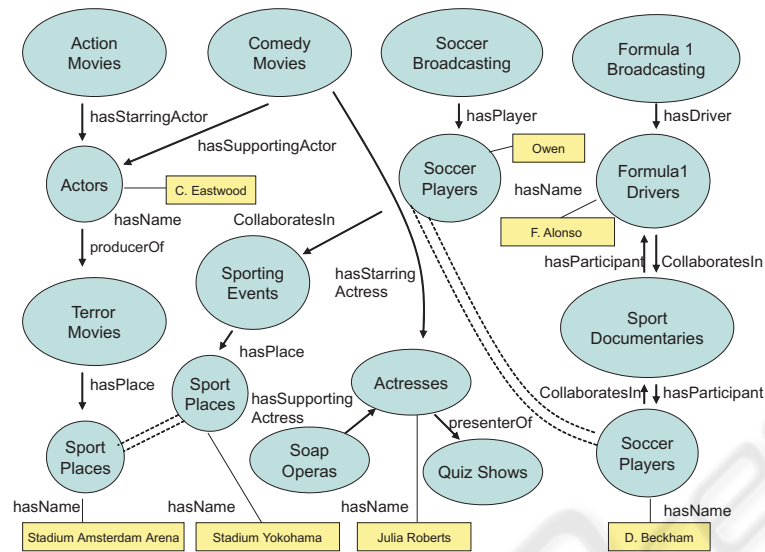 Action
Movies
Comedy
Movies
Soccer
Broadcasting
Formula 1
Broadcasting
hasStarringActor
hasPlayer
hasDriver
hasSupportingActor
Owen
Soccer
Players
Formula1
Drivers
Actors
C. Eastwood
hasName
hasName
CollaboratesIn
F. Alonso
producerOf
hasParticipant
CollaboratesIn
Sporting
Events
hasStarring
Actress
Terror
Movies
Sport
Documentaries
hasPlace
hasPlace
Sport
Places
Actresses
CollaboratesIn
hasParticipant
hasSupporting
Actress
presenterOf
Sport
Places
Soap
Operas
Quiz Shows
Soccer
Players
hasName
hasName
hasName
hasName
Stadium Amsterdam Arena
Stadium Yokohama
Julia Roberts
D. Beckham